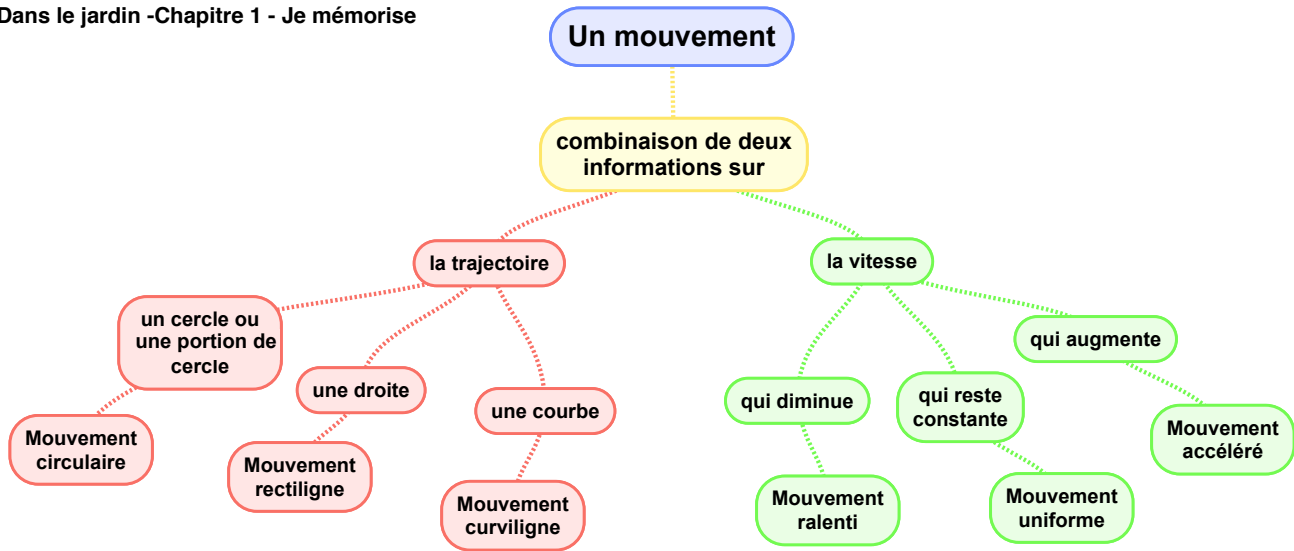 Dans le jardin -Chapitre 1 - Je mémorise
Un mouvement
combinaison de deux
informations sur
la trajectoire
la vitesse
un cercle ou
une portion de
cercle
une droite
une courbe
qui diminue
qui reste
constante
qui augmente
Mouvement
circulaire
Mouvement
rectiligne
Mouvement
curviligne
Mouvement
ralenti
Mouvement
uniforme
Mouvement
accéléré